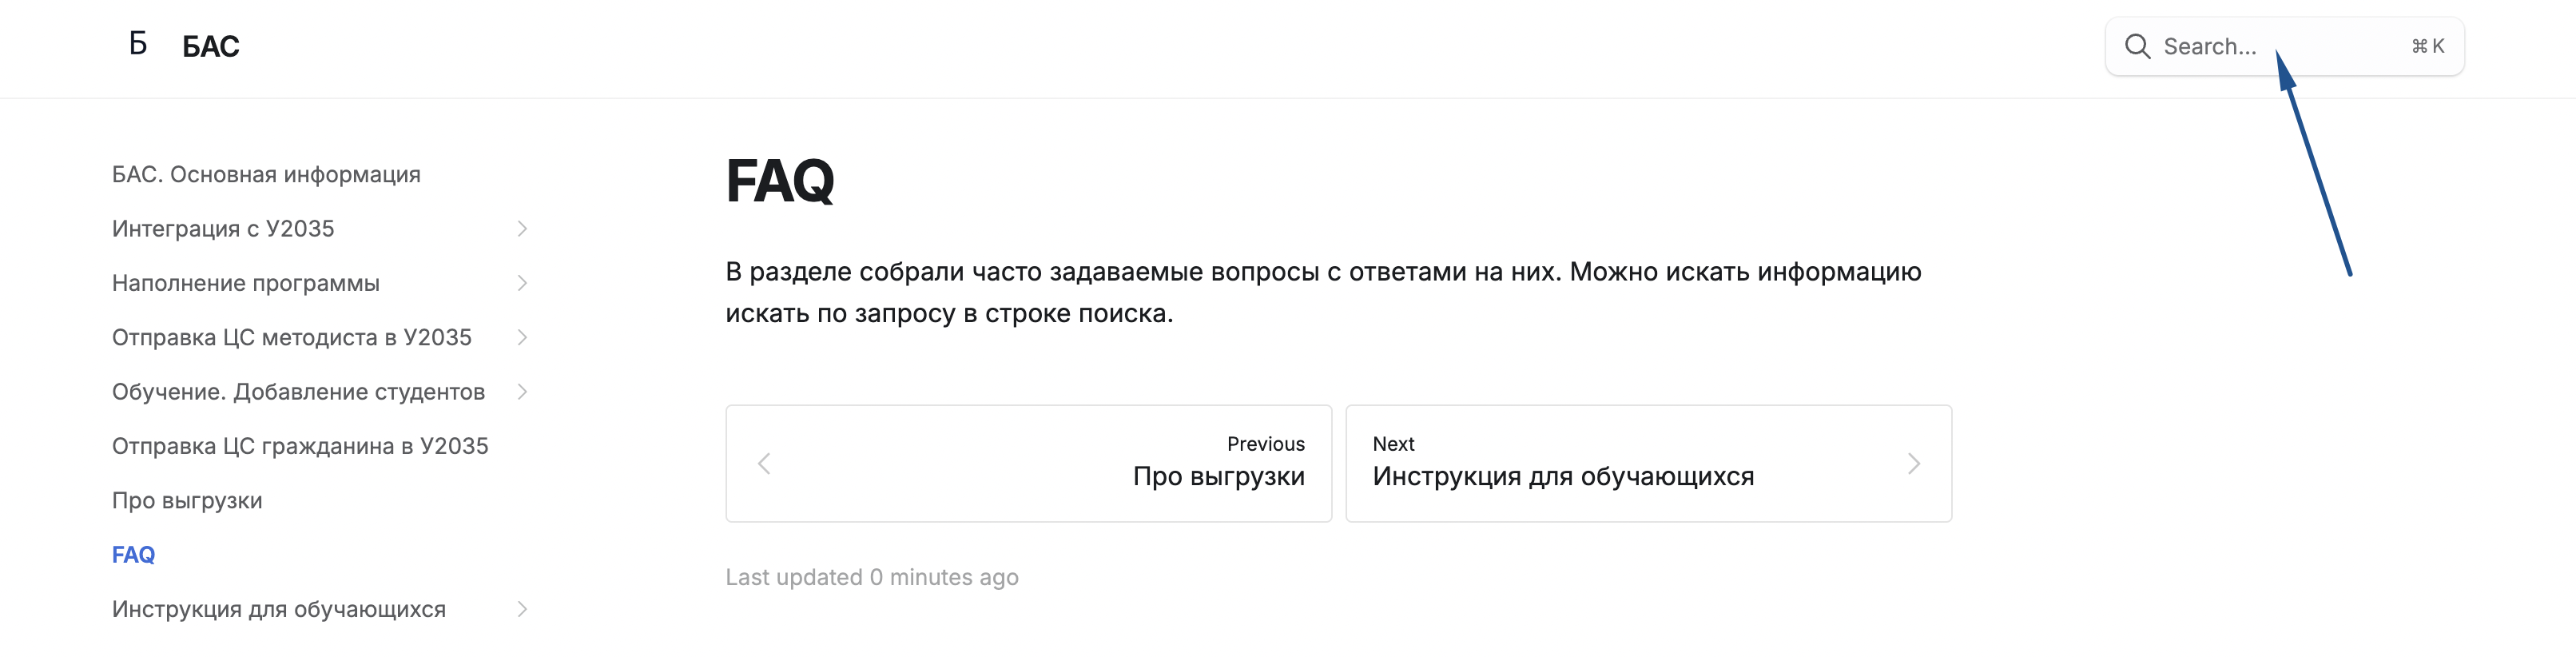 Б БАС
Search... ⌘ K
БАС. Основная информация
Интеграция с У2035
Наполнение программы
Отправка ЦС методиста в У2035
Обучение. Добавление студентов
Отправка ЦС гражданина в У2035
Про выгрузки
FAQ
Инструкция для обучающихся
FAQ
В разделе собрали часто задаваемые вопросы с ответами на них. Можно искать информацию
искать по запросу в строке поиска.
Previous
Про выгрузки
Next
Инструкция для обучающихся
Last updated 0 minutes ago